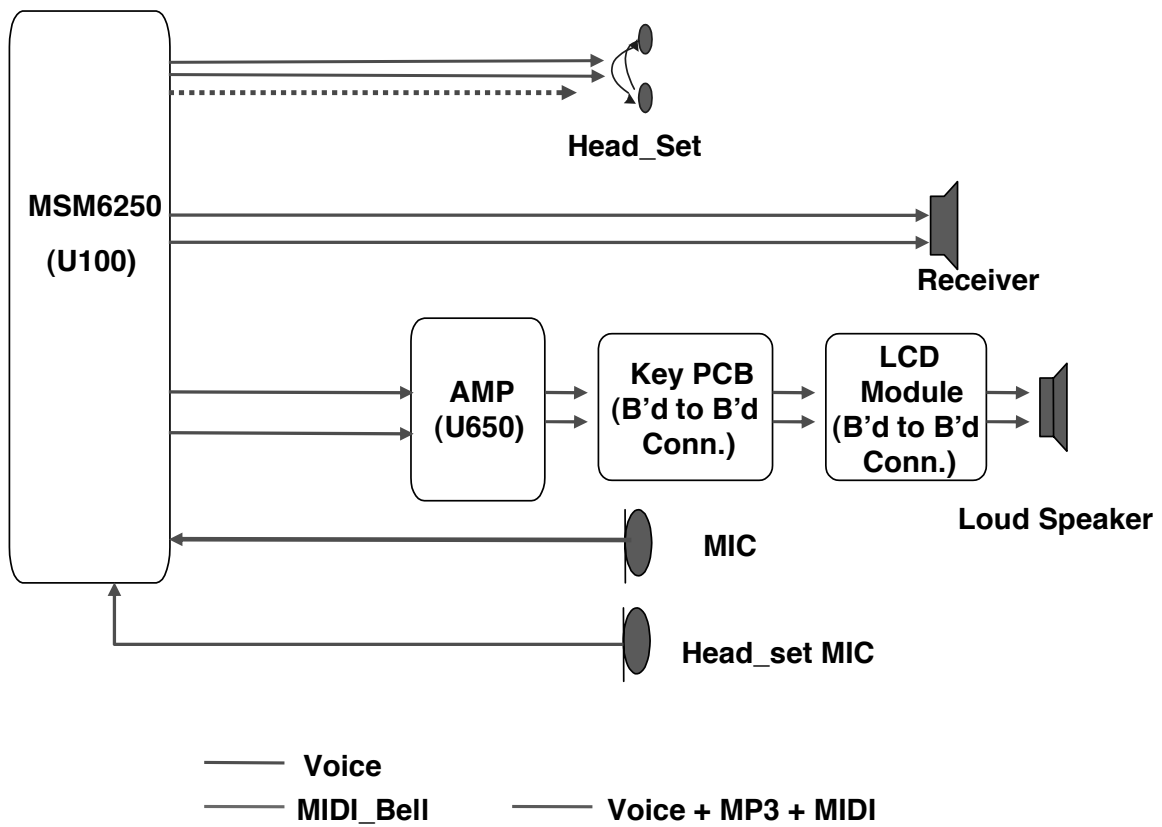 Head_Set
MSM6250
(U100)
Receiver
AMP
(U650)
Key PCB
(B’d to B’d
Conn.)
LCD
Module
(B’d to B’d
Conn.)
Loud Speaker
MIC
Head_set MIC
Voice
MIDI_Bell
Voice + MP3 + MIDI